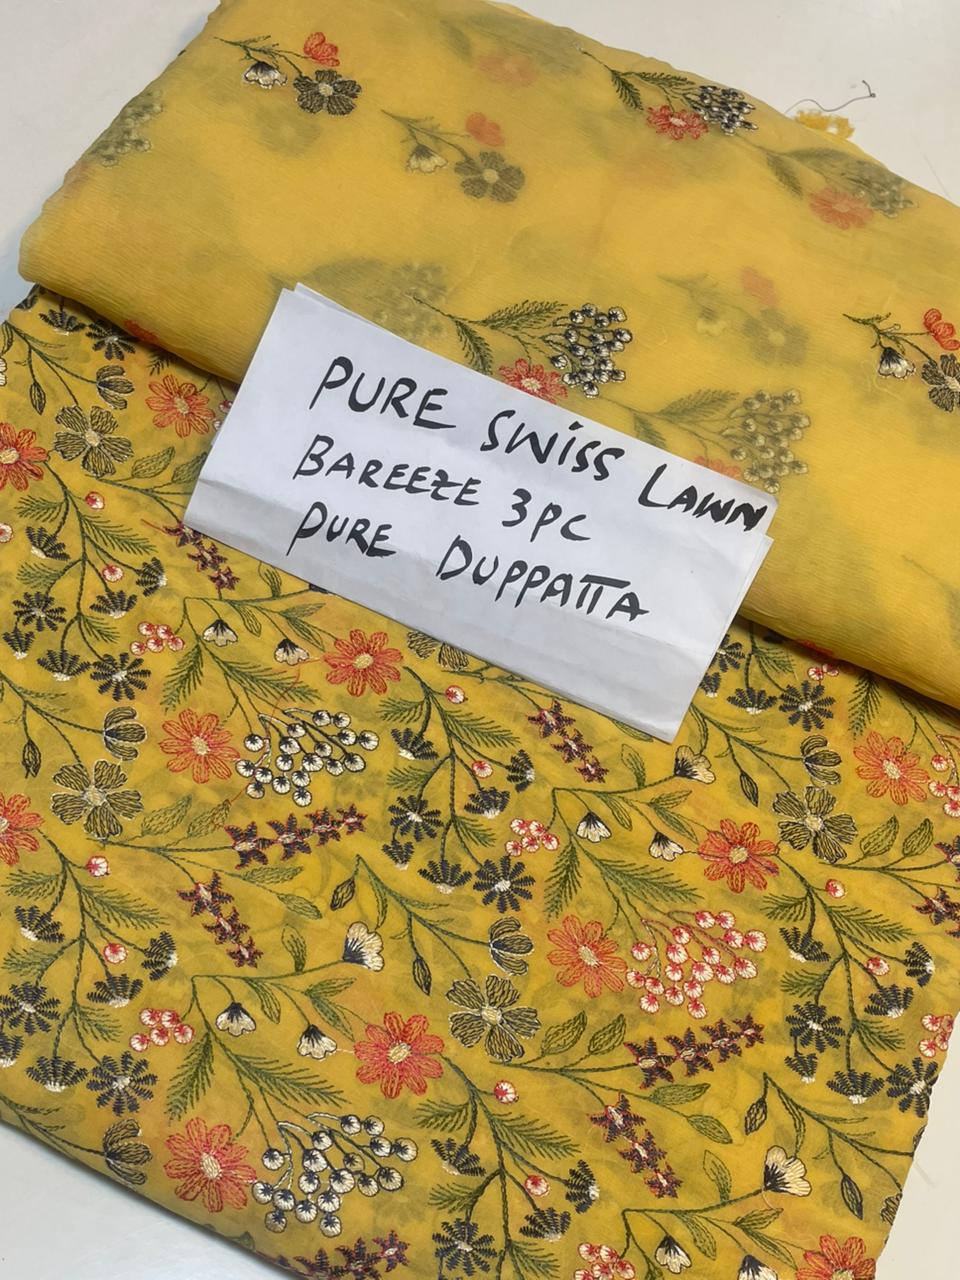 PURE SWISS LAWN
BAREEZE 3PC
PURE DUPPATTA